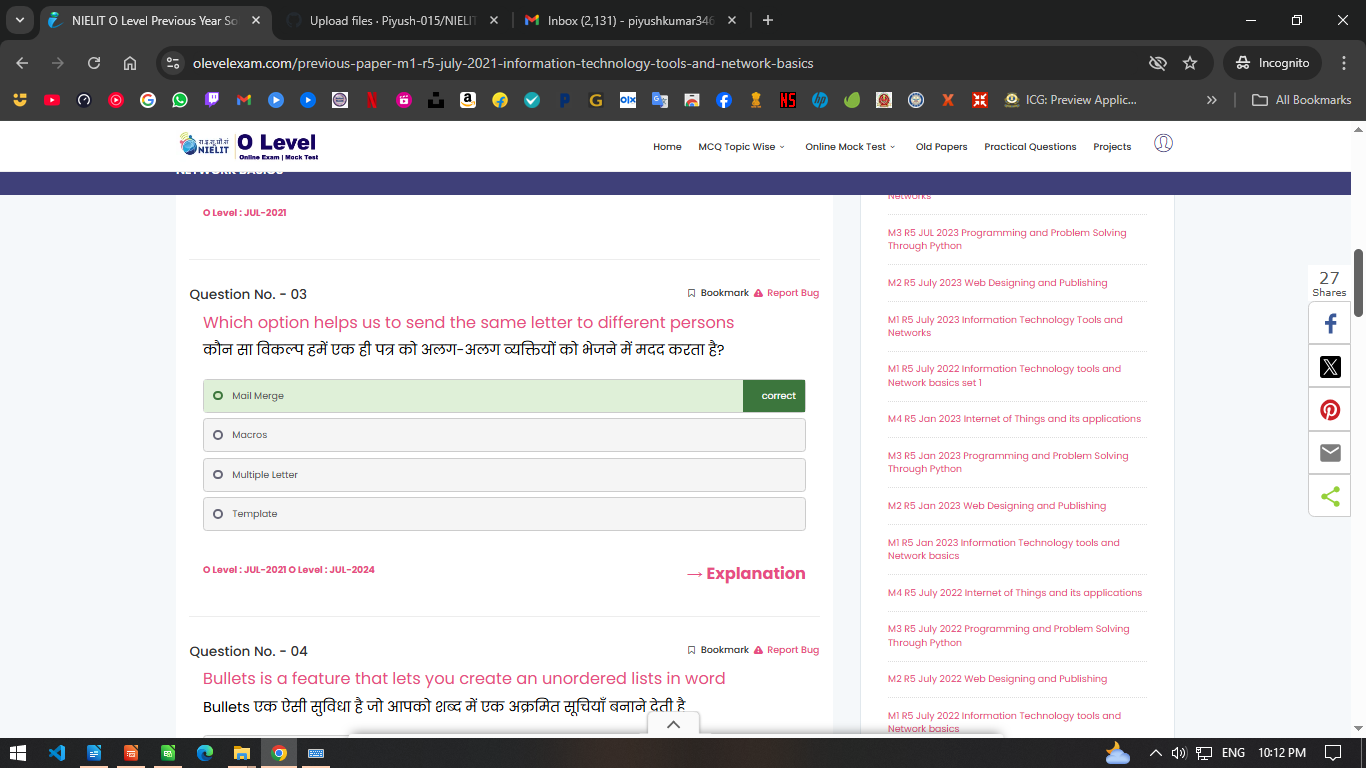 NIELIT O Level Previous Year So
Upload files · Piyush-015/NIELIT
Inbox (2,131) - piyushkumar346
olevelexam.com/previous-paper-m1-r5-july-2021-information-technology-tools-and-network-basics
Incognito
ICG: Preview Applic...
All Bookmarks
NIELIT
O Level
Online Exam | Mock Test
Home
MCQ Topic Wise
Online Mock Test
Old Papers
Practical Questions
Projects
NETWORK BASICS
O Level : JUL-2021
Question No. - 03
Bookmark
Report Bug
Which option helps us to send the same letter to different persons
कौन सा विकल्प हमें एक ही पत्र को अलग-अलग व्यक्तियों को भेजने में मदद करता है?
Mail Merge
correct
Macros
Multiple Letter
Template
O Level : JUL-2021 O Level : JUL-2024
→ Explanation
Question No. - 04
Bookmark
Report Bug
Bullets is a feature that lets you create an unordered lists in word
Bullets एक ऐसी सुविधा है जो आपको शब्द में एक अक्रमित सूचियाँ बनाने देती है
Networks
M3 R5 JUL 2023 Programming and Problem Solving
Through Python
M2 R5 July 2023 Web Designing and Publishing
M1 R5 July 2023 Information Technology Tools and
Networks
M1 R5 July 2022 Information Technology tools and
Network basics set 1
M4 R5 Jan 2023 Internet of Things and its applications
M3 R5 Jan 2023 Programming and Problem Solving
Through Python
M2 R5 Jan 2023 Web Designing and Publishing
M1 R5 Jan 2023 Information Technology tools and
Network basics
M4 R5 July 2022 Internet of Things and its applications
M3 R5 July 2022 Programming and Problem Solving
Through Python
M2 R5 July 2022 Web Designing and Publishing
M1 R5 July 2022 Information Technology tools and
Network basics
27
Shares
ENG
10:12 PM